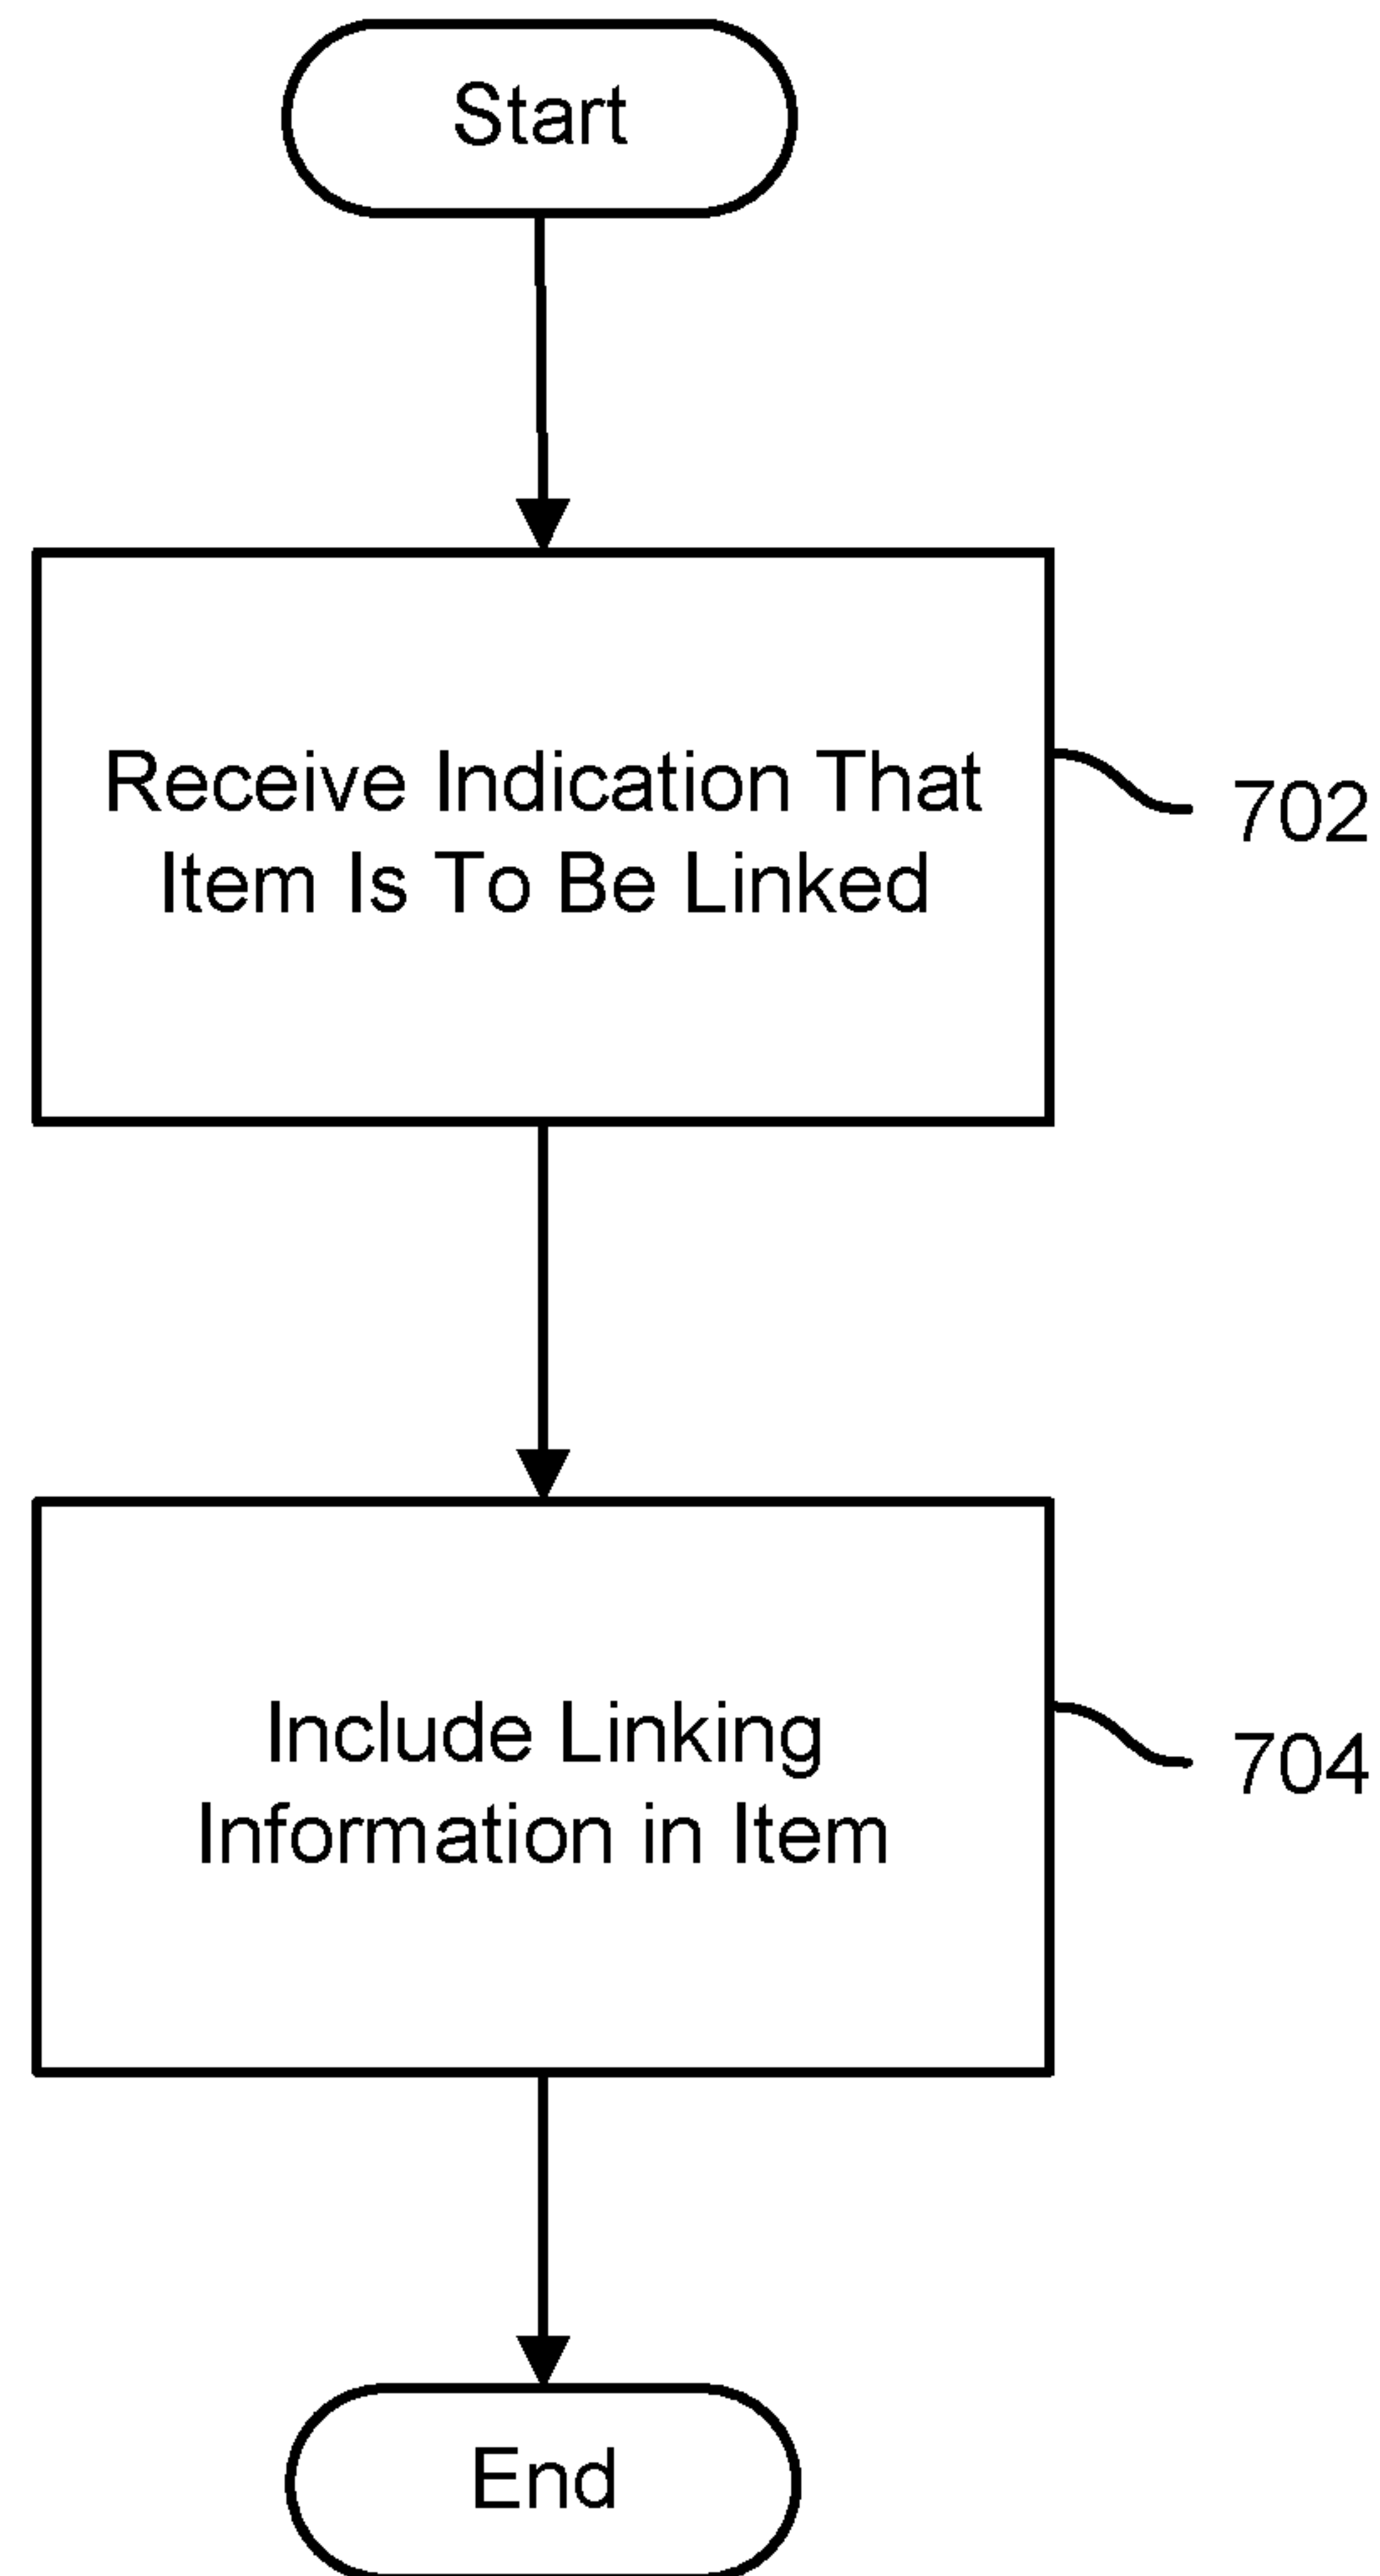 Start
Receive Indication That
Item Is To Be Linked
702
Include Linking
Information in Item
704
End